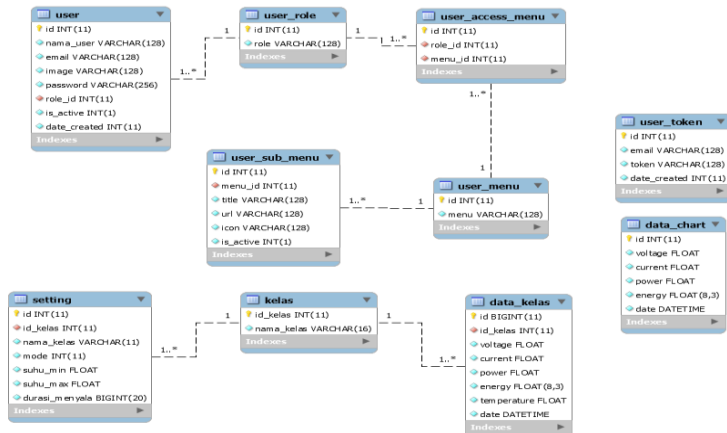 user
id INT(11)
nama_user VARCHAR(128)
email VARCHAR(128)
image VARCHAR(128)
password VARCHAR(256)
role_id INT(11)
is_active INT(1)
date_created INT(11)
Indexes
1..*
1
user_role
id INT(11)
role VARCHAR(128)
Indexes
1
1..*
user_access_menu
id INT(11)
role_id INT(11)
menu_id INT(11)
Indexes
1..*
1
user_token
id INT(11)
email VARCHAR(128)
token VARCHAR(128)
date_created INT(11)
Indexes
user_sub_menu
id INT(11)
menu_id INT(11)
title VARCHAR(128)
url VARCHAR(128)
icon VARCHAR(128)
is_active INT(1)
Indexes
1..*
1
user_menu
id INT(11)
menu VARCHAR(128)
Indexes
data_chart
id INT(11)
voltage FLOAT
current FLOAT
power FLOAT
energy FLOAT(8,3)
date DATETIME
Indexes
setting
id INT(11)
id_kelas INT(11)
nama_kelas VARCHAR(11)
mode INT(11)
suhu_min FLOAT
suhu_max FLOAT
durasi_menyala BIGINT(20)
Indexes
1..*
1
kelas
id_kelas INT(11)
nama_kelas VARCHAR(16)
Indexes
1
1..*
data_kelas
id BIGINT(11)
id_kelas INT(11)
voltage FLOAT
current FLOAT
power FLOAT
energy FLOAT(8,3)
temperature FLOAT
date DATETIME
Indexes